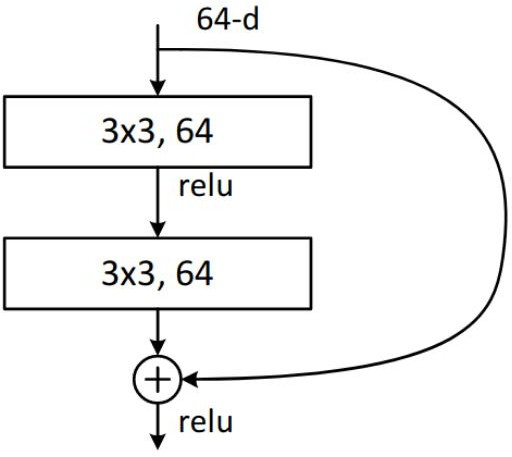 64-d
3x3, 64
relu
3x3, 64
+
relu